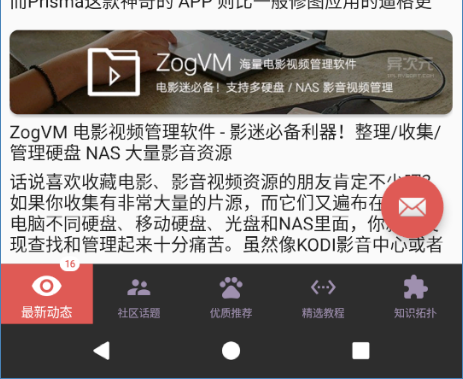 而Prisma这款神奇的 APP 则比一般修图应用的逼格更
ZogVM 海量电影视频管理软件
异次元
电影迷必备！支持多硬盘 / NAS 影音视频管理
ZogVM 电影视频管理软件 - 影迷必备利器！整理/收集/
管理硬盘 NAS 大量影音资源
话说喜欢收藏电影、影音视频资源的朋友肯定不少吧？
如果你收集有非常大量的片源，而它们又遍布在
电脑不同硬盘、移动硬盘、光盘和NAS里面，你
现查找和管理起来十分痛苦。虽然像KODI影音中心或者
16
最新动态 社区话题 优质推荐 精选教程 知识拓扑